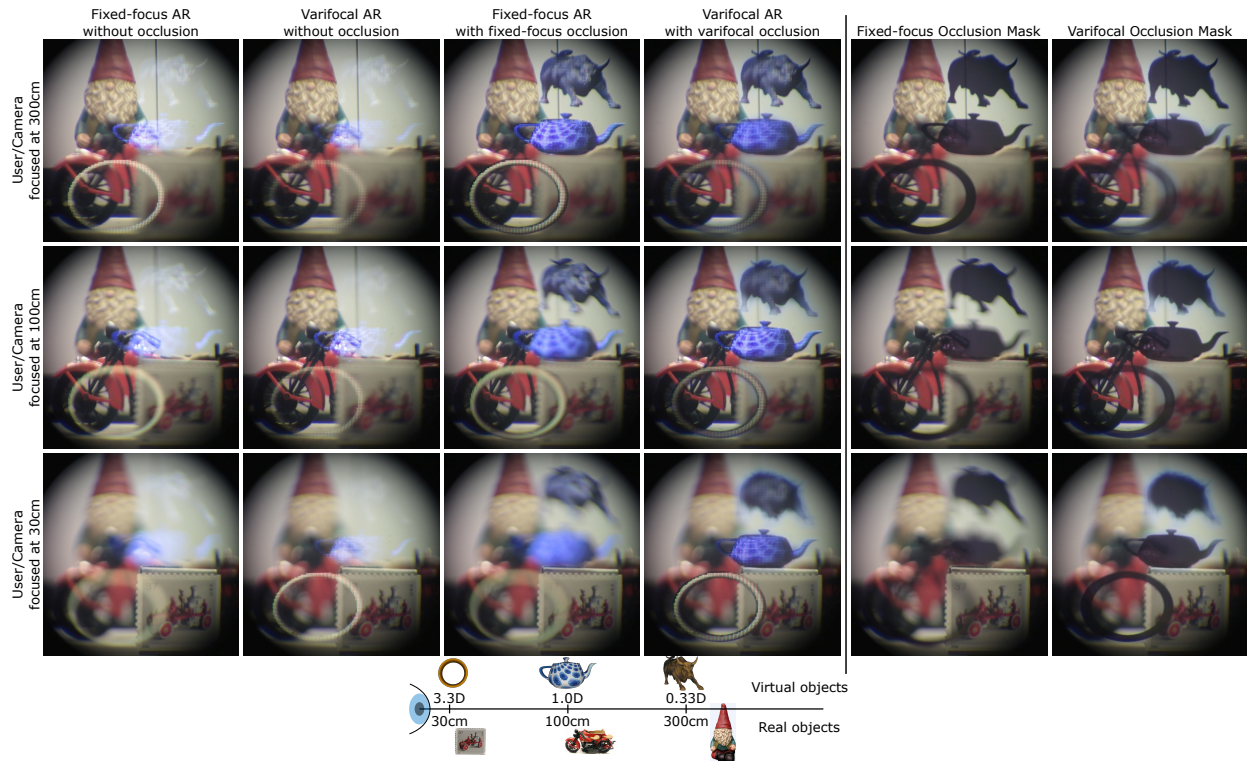 Fixed-focus AR
without occlusion
Varifocal AR
without occlusion
Fixed-focus AR
with fixed-focus occlusion
Varifocal AR
with varifocal occlusion
Fixed-focus Occlusion Mask
Varifocal Occlusion Mask
User/Camera
focused at 300cm
User/Camera
focused at 100cm
User/Camera
focused at 30cm
Virtual objects
3.3D
1.0D
0.33D
30cm
100cm
300cm
Real objects